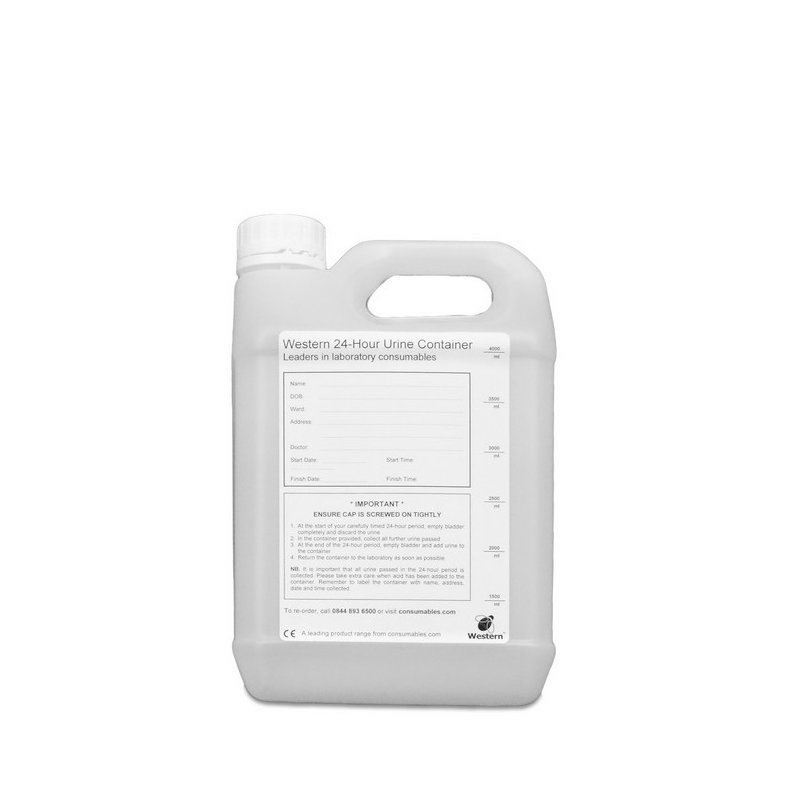 Western 24-Hour Urine Container
Leaders in laboratory consumables
Name:
DOB:
Ward:
Address:
Doctor:
Start Date: Start Time:
Finish Date: Finish Time:
* IMPORTANT *
ENSURE CAP IS SCREWED ON TIGHTLY
1. At the start of your carefully timed 24-hour period, empty bladder
completely and discard the urine
2. In the container provided, collect all further urine passed
3. At the end of the 24-hour period, empty bladder and add urine to
the container
4. Return the container to the laboratory as soon as possible
NB. It is important that all urine passed in the 24-hour period is
collected. Please take extra care when acid has been added to the
container. Remember to label the container with name, address,
date and time collected.
To re-order, call 0844 893 6500 or visit consumables.com
CE A leading product range from consumables.com
Western
4000
ml
3500
ml
3000
ml
2500
ml
2000
ml
1500
ml